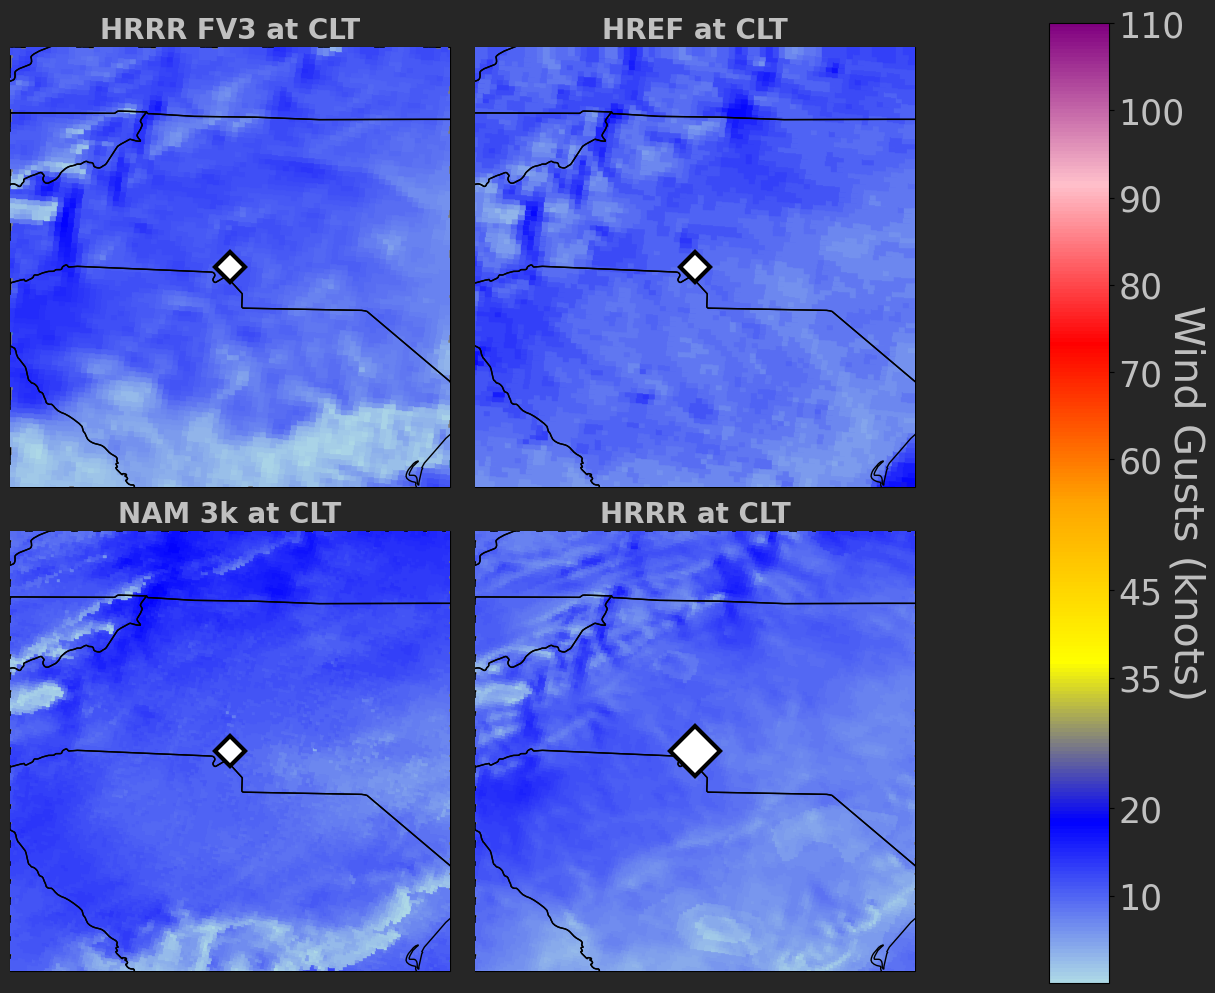 HRRR FV3 at CLT
HREF at CLT
NAM 3k at CLT
HRRR at CLT
110
100
90
80
70
60
45
35
20
10
Wind Gusts (knots)